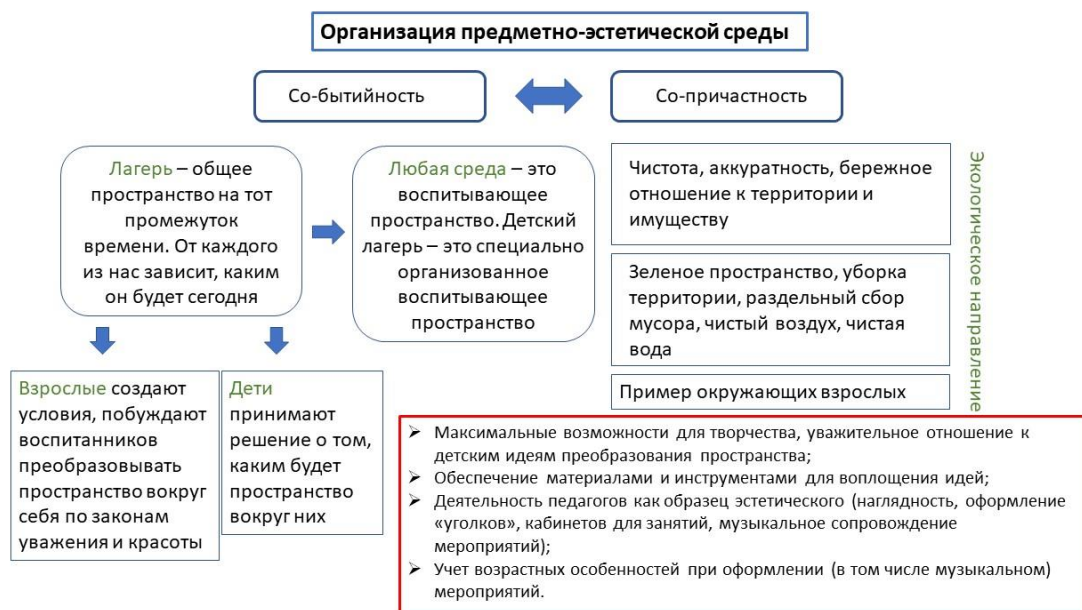 Организация предметно-эстетической среды
Со-бытийность
Со-причастность
Лагерь – общее
пространство на тот
промежуток
времени. От каждого
из нас зависит, каким
он будет сегодня
Любая среда – это
воспитывающее
пространство. Детский
лагерь – это специально
организованное
воспитывающее
пространство
Чистота, аккуратность, бережное
отношение к территории и
имуществу
Зеленое пространство, уборка
территории, раздельный сбор
мусора, чистый воздух, чистая
вода
Пример окружающих взрослых
Экологическое направление
Взрослые создают
условия, побуждают
воспитанников
преобразовывать
пространство вокруг
себя по законам
уважения и красоты
Дети
принимают
решение о том,
каким будет
пространство
вокруг них
➢ Максимальные возможности для творчества, уважительное отношение к
детским идеям преобразования пространства;
➢ Обеспечение материалами и инструментами для воплощения идей;
➢ Деятельность педагогов как образец эстетического (наглядность, оформление
«уголков», кабинетов для занятий, музыкальное сопровождение
мероприятий);
➢ Учет возрастных особенностей при оформлении (в том числе музыкальном)
мероприятий.